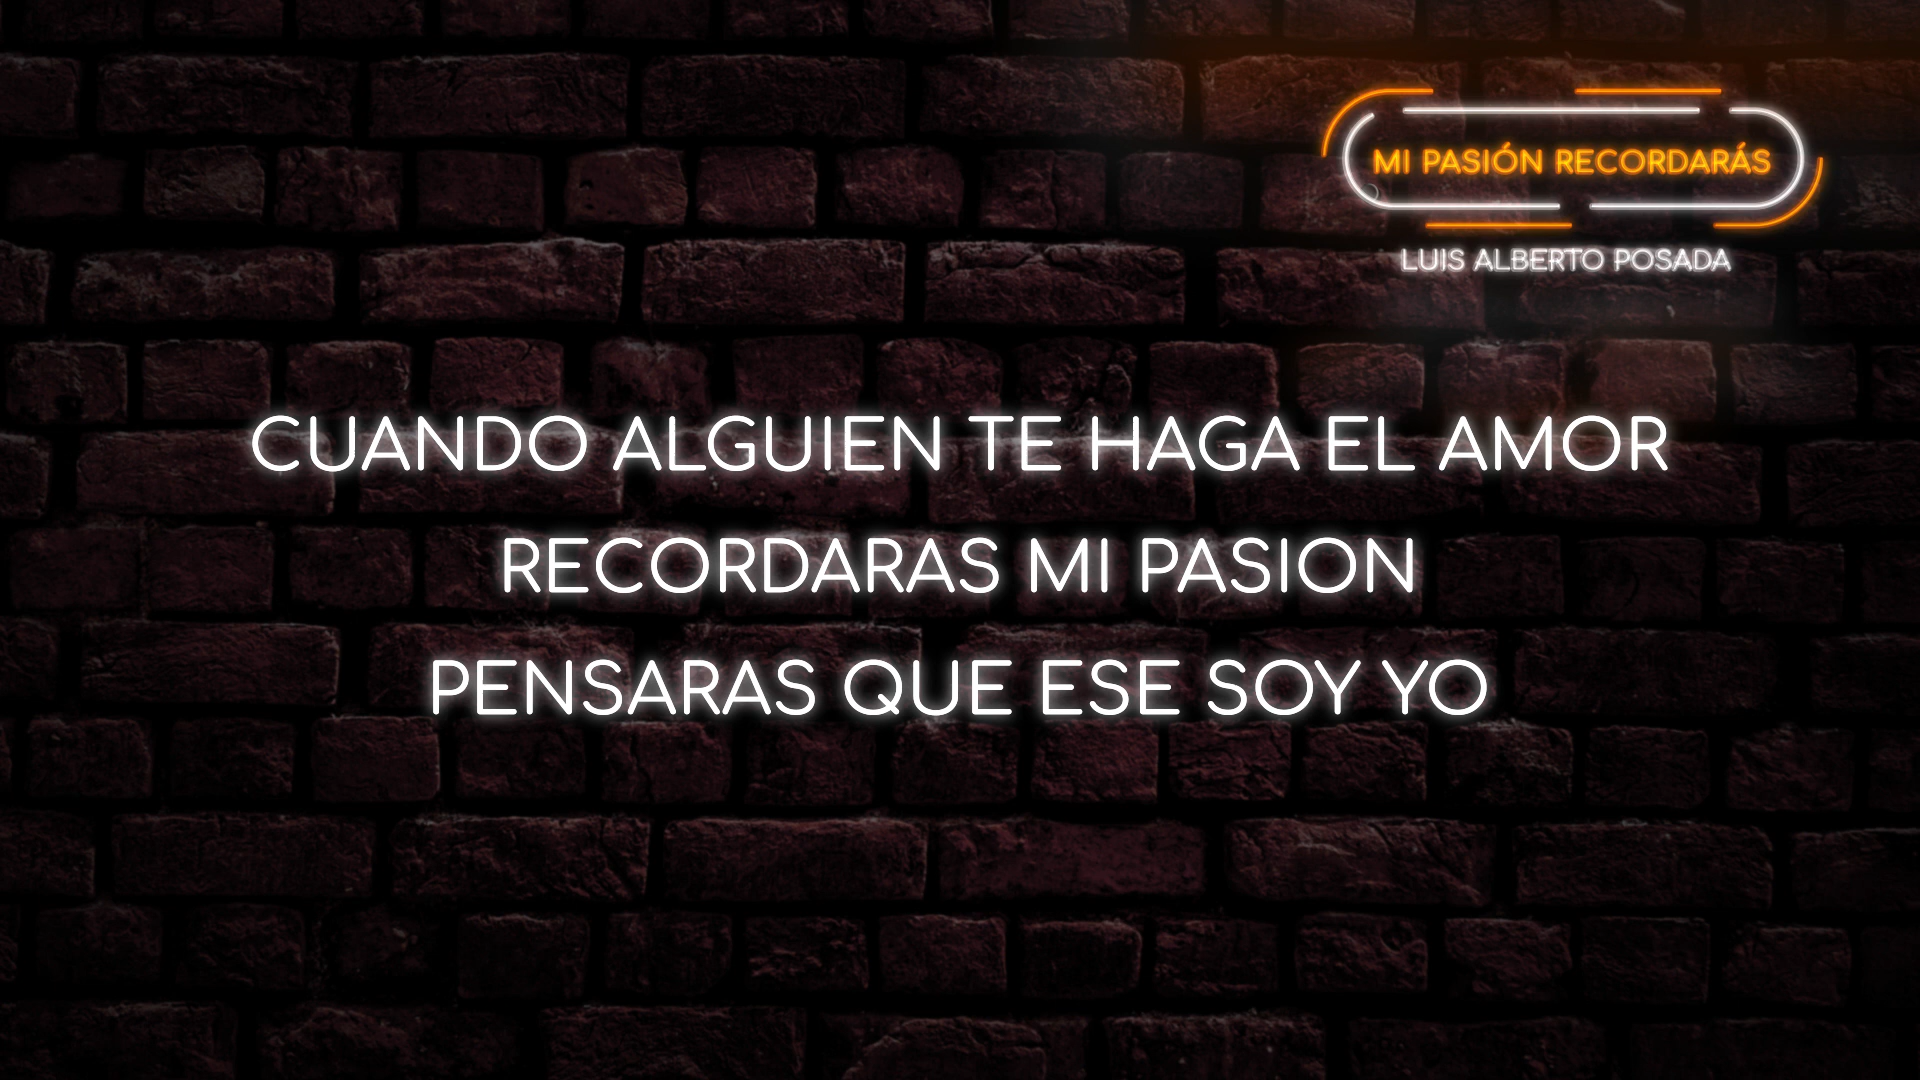 MI PASIÓN RECORDARÁS
LUIS ALBERTO POSADA
CUANDO ALGUIEN TE HAGA EL AMOR
RECORDARAS MI PASION
PENSARAS QUE ESE SOY YO